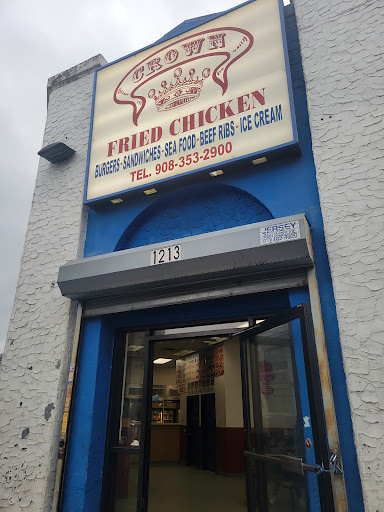 CROWN
FRIED CHICKEN
BURGERS-SANDWICHES-SEA FOOD-BEEF RIBS-ICE CREAM
TEL. 908-353-2900
1213
JERSEY